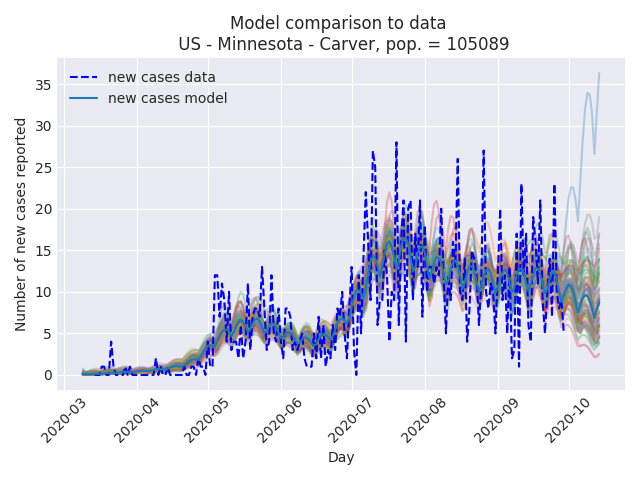 Model comparison to data
US - Minnesota - Carver, pop. = 105089
new cases data
new cases model
Number of new cases reported
35
30
25
20
15
10
5
0
2020-03
2020-04
2020-05
2020-06
2020-07
2020-08
2020-09
2020-10
Day